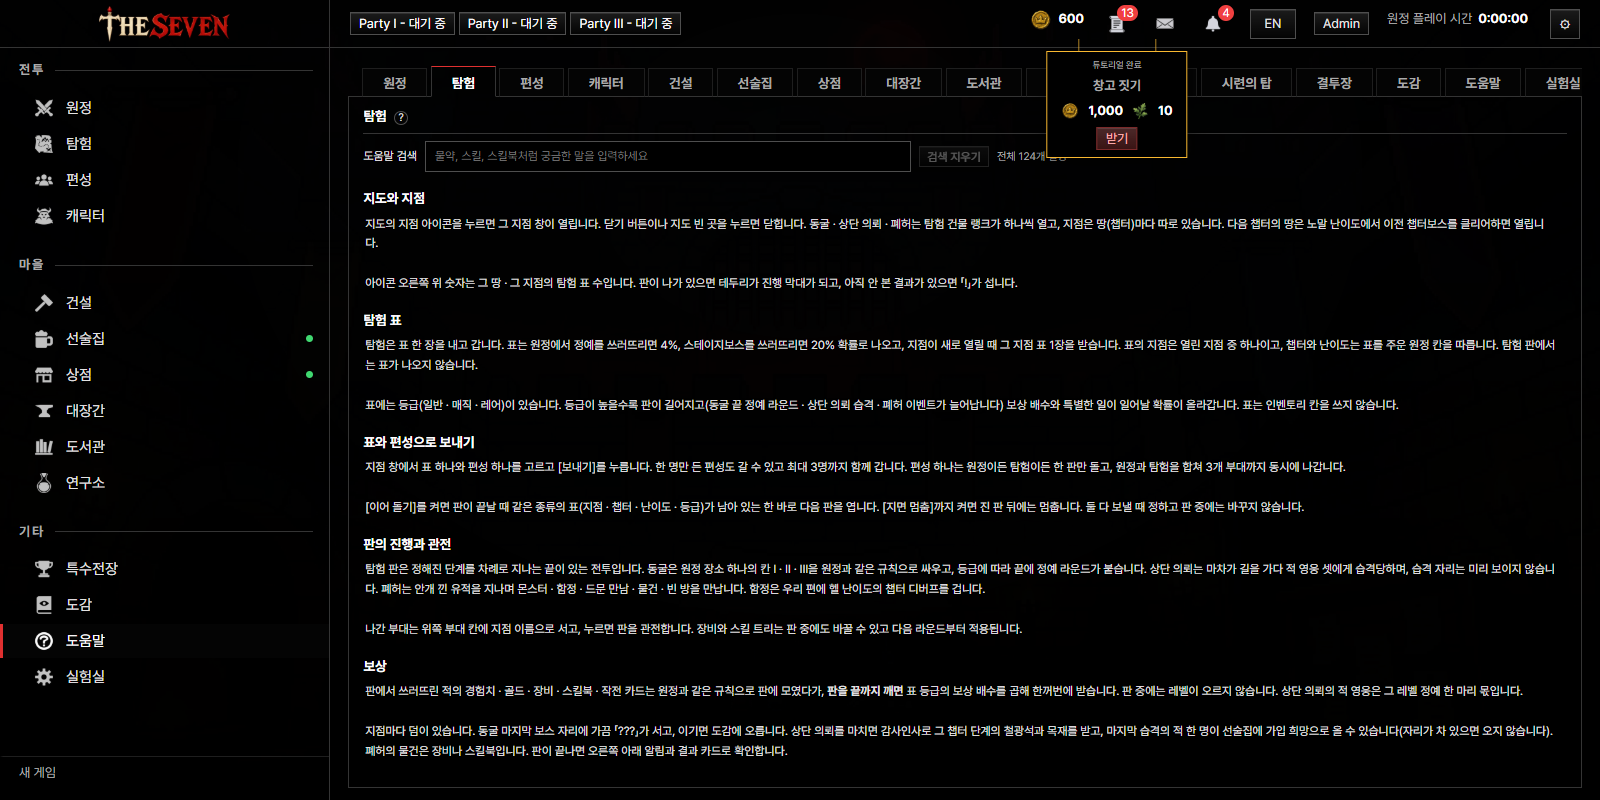 THE SEVEN
Party I - 대기 중
Party II - 대기 중
Party III - 대기 중
600
13
4
EN
Admin
원정 플레이 시간 0:00:00
전투
원정
탐험
편성
캐릭터
마을
건설
선술집
상점
대장간
도서관
연구소
기타
특수전장
도감
도움말
실험실
새 게임
원정 탐험 편성 캐릭터 건설 선술집 상점 대장간 도서관 시련의 탑 결투장 도감 도움말 실험실
튜토리얼 완료
창고 짓기
1,000 10
받기
탐험 ?
도움말 검색 물약, 스킬, 스킬북처럼 궁금한 말을 입력하세요 검색 지우기 전체 124개
지도와 지점
지도의 지점 아이콘을 누르면 그 지점 창이 열립니다. 닫기 버튼이나 지도 빈 곳을 누르면 닫힙니다. 동굴 · 상단 의뢰 · 폐허는 탐험 건물 랭크가 하나씩 열고, 지점은 땅(챕터)마다 따로 있습니다. 다음 챕터의 땅은 노말 난이도에서 이전 챕터보스를 클리어하면 열립니
다.
아이콘 오른쪽 위 숫자는 그 땅 · 그 지점의 탐험 표 수입니다. 판이 나가 있으면 테두리가 진행 막대가 되고, 아직 안 본 결과가 있으면 「!」가 섭니다.
탐험 표
탐험은 표 한 장을 내고 갑니다. 표는 원정에서 정예를 쓰러뜨리면 4%, 스테이지보스를 쓰러뜨리면 20% 확률로 나오고, 지점이 새로 열릴 때 그 지점 표 1장을 받습니다. 표의 지점은 열린 지점 중 하나이고, 챕터와 난이도는 표를 주운 원정 칸을 따릅니다. 탐험 판에서
는 표가 나오지 않습니다.
표에는 등급(일반 · 매직 · 레어)이 있습니다. 등급이 높을수록 판이 길어지고(동굴 끝 정예 라운드 · 상단 의뢰 습격 · 폐허 이벤트가 늘어납니다) 보상 배수와 특별한 일이 일어날 확률이 올라갑니다. 표는 인벤토리 칸을 쓰지 않습니다.
표와 편성으로 보내기
지점 창에서 표 하나와 편성 하나를 고르고 [보내기]를 누릅니다. 한 명만 든 편성도 갈 수 있고 최대 3명까지 함께 갑니다. 편성 하나는 원정이든 탐험이든 한 판만 돌고, 원정과 탐험을 합쳐 3개 부대까지 동시에 나갑니다.
[이어 돌기]를 켜면 판이 끝날 때 같은 종류의 표(지점 · 챕터 · 난이도 · 등급)가 남아 있는 한 바로 다음 판을 엽니다. [지면 멈춤]까지 켜면 진 판 뒤에는 멈춥니다. 둘 다 보낼 때 정하고 판 중에는 바꾸지 않습니다.
판의 진행과 관전
탐험 판은 정해진 단계를 차례로 지나는 끝이 있는 전투입니다. 동굴은 원정 장소 하나의 칸 I · II · III을 원정과 같은 규칙으로 싸우고, 등급에 따라 끝에 정예 라운드가 붙습니다. 상단 의뢰는 마차가 길을 가다 적 영웅 셋에게 습격당하며, 습격 자리는 미리 보이지 않습니
다. 폐허는 안개 낀 유적을 지나며 몬스터 · 함정 · 드문 만남 · 물건 · 빈 방을 만납니다. 함정은 우리 편에 헬 난이도의 챕터 디버프를 겁니다.
나간 부대는 위쪽 부대 칸에 지점 이름으로 서고, 누르면 판을 관전합니다. 장비와 스킬 트리는 판 중에도 바꿀 수 있고 다음 라운드부터 적용됩니다.
보상
판에서 쓰러뜨린 적의 경험치 · 골드 · 장비 · 스킬북 · 작전 카드는 원정과 같은 규칙으로 판에 모였다가, 판을 끝까지 깨면 표 등급의 보상 배수를 곱해 한꺼번에 받습니다. 판 중에는 레벨이 오르지 않습니다. 상단 의뢰의 적 영웅은 그 레벨 정예 한 마리 몫입니다.
지점마다 덤이 있습니다. 동굴 마지막 보스 자리에 가끔 「???」가 서고, 이기면 도감에 오릅니다. 상단 의뢰를 마치면 감사인사로 그 챕터 단계의 철광석과 목재를 받고, 마지막 습격의 적 한 명이 선술집에 가입 희망으로 올 수 있습니다(자리가 차 있으면 오지 않습니다).
폐허의 물건은 장비나 스킬북입니다. 판이 끝나면 오른쪽 아래 알림과 결과 카드로 확인합니다.